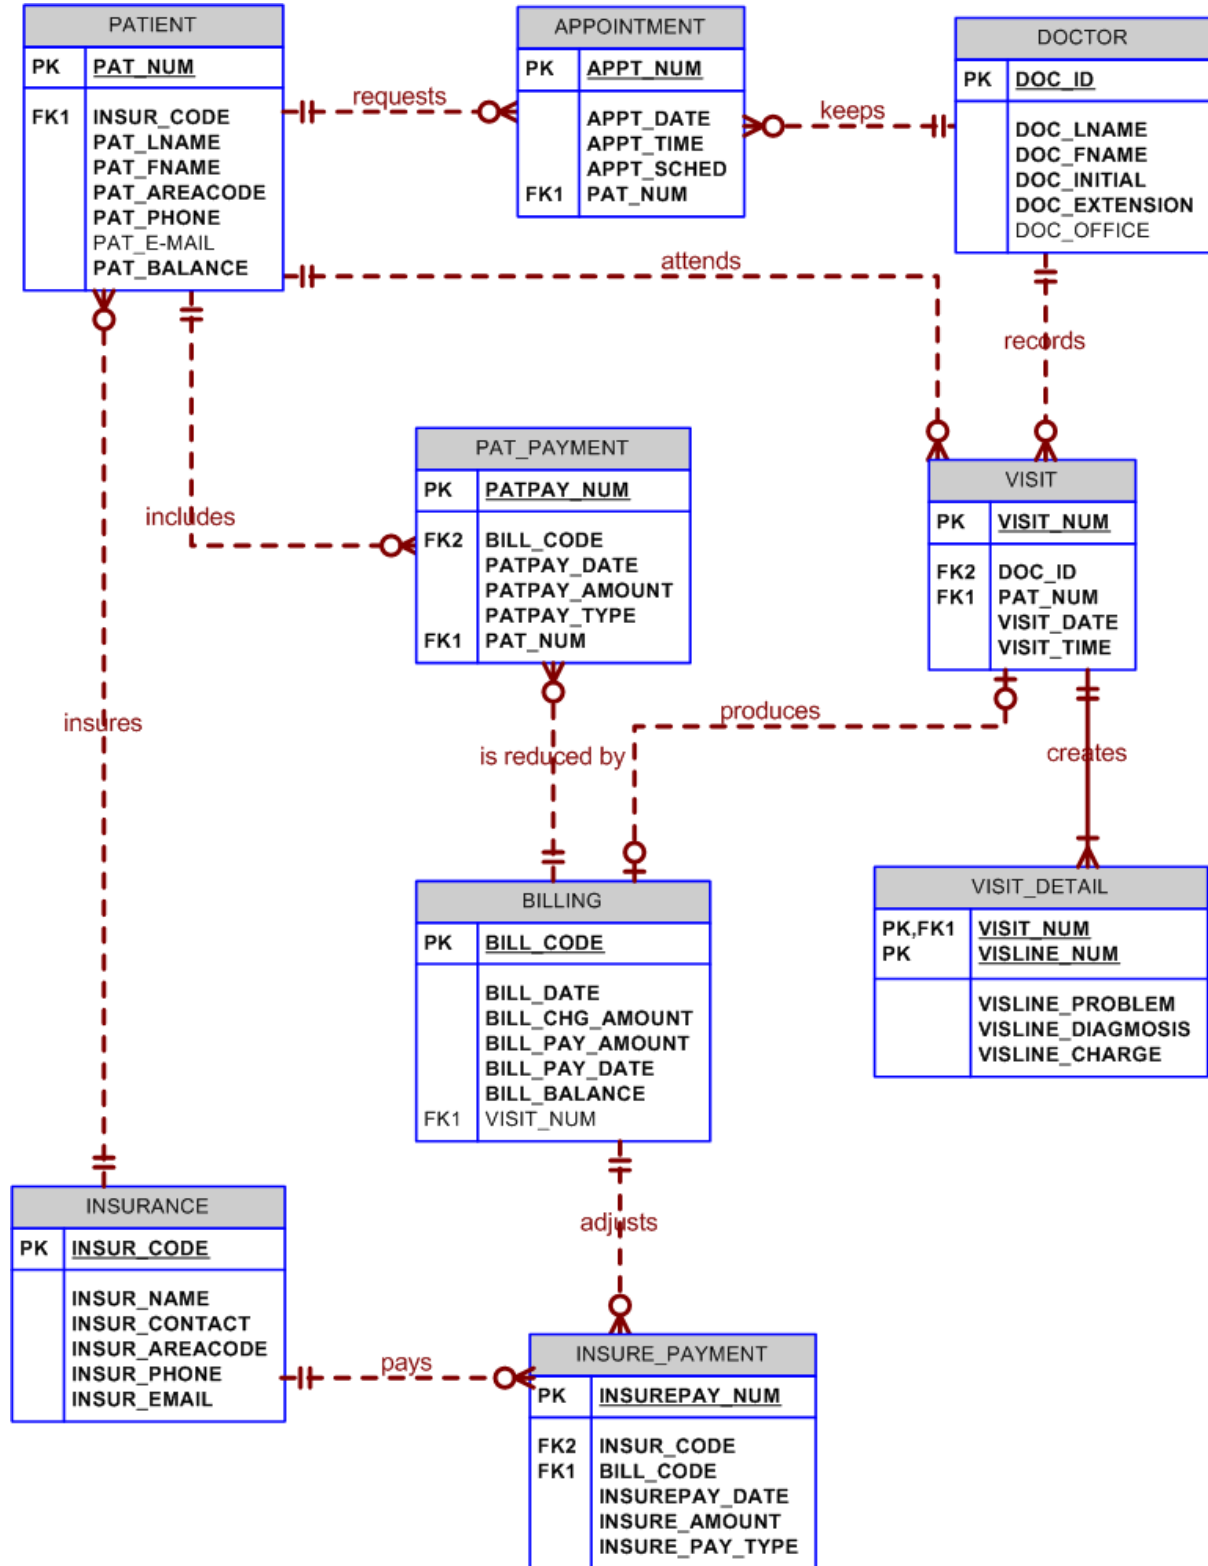 PATIENT
PK PAT_NUM
FK1 INSUR_CODE
PAT_LNAME
PAT_FNAME
PAT_AREACODE
PAT_PHONE
PAT_E-MAIL
PAT_BALANCE
requests
APPOINTMENT
PK APPT_NUM
APPT_DATE
APPT_TIME
APPT_SCHED
FK1 PAT_NUM
keeps
DOCTOR
PK DOC_ID
DOC_LNAME
DOC_FNAME
DOC_INITIAL
DOC_EXTENSION
DOC_OFFICE
attends
records
includes
PAT_PAYMENT
PK PATPAY_NUM
FK2 BILL_CODE
PATPAY_DATE
PATPAY_AMOUNT
PATPAY_TYPE
FK1 PAT_NUM
VISIT
PK VISIT_NUM
FK2 DOC_ID
FK1 PAT_NUM
VISIT_DATE
VISIT_TIME
insures
is reduced by
produces
creates
BILLING
PK BILL_CODE
BILL_DATE
BILL_CHG_AMOUNT
BILL_PAY_AMOUNT
BILL_PAY_DATE
BILL_BALANCE
FK1 VISIT_NUM
VISIT_DETAIL
PK,FK1 VISIT_NUM
PK VISLINE_NUM
VISLINE_PROBLEM
VISLINE_DIAGMOSIS
VISLINE_CHARGE
INSURANCE
PK INSUR_CODE
INSUR_NAME
INSUR_CONTACT
INSUR_AREACODE
INSUR_PHONE
INSUR_EMAIL
adjusts
pays
INSURE_PAYMENT
PK INSUREPAY_NUM
FK2 INSUR_CODE
FK1 BILL_CODE
INSUREPAY_DATE
INSURE_AMOUNT
INSURE_PAY_TYPE